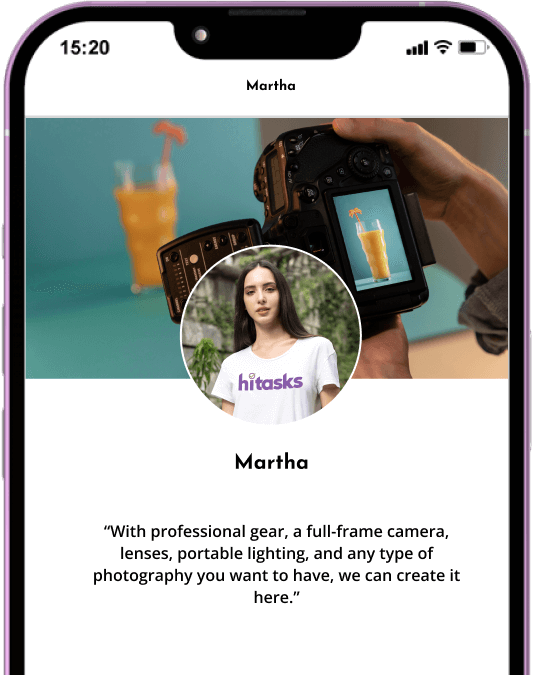 15:20
Martha
hitasks
Martha
“With professional gear, a full-frame camera,
lenses, portable lighting, and any type of
photography you want to have, we can create it
here.”